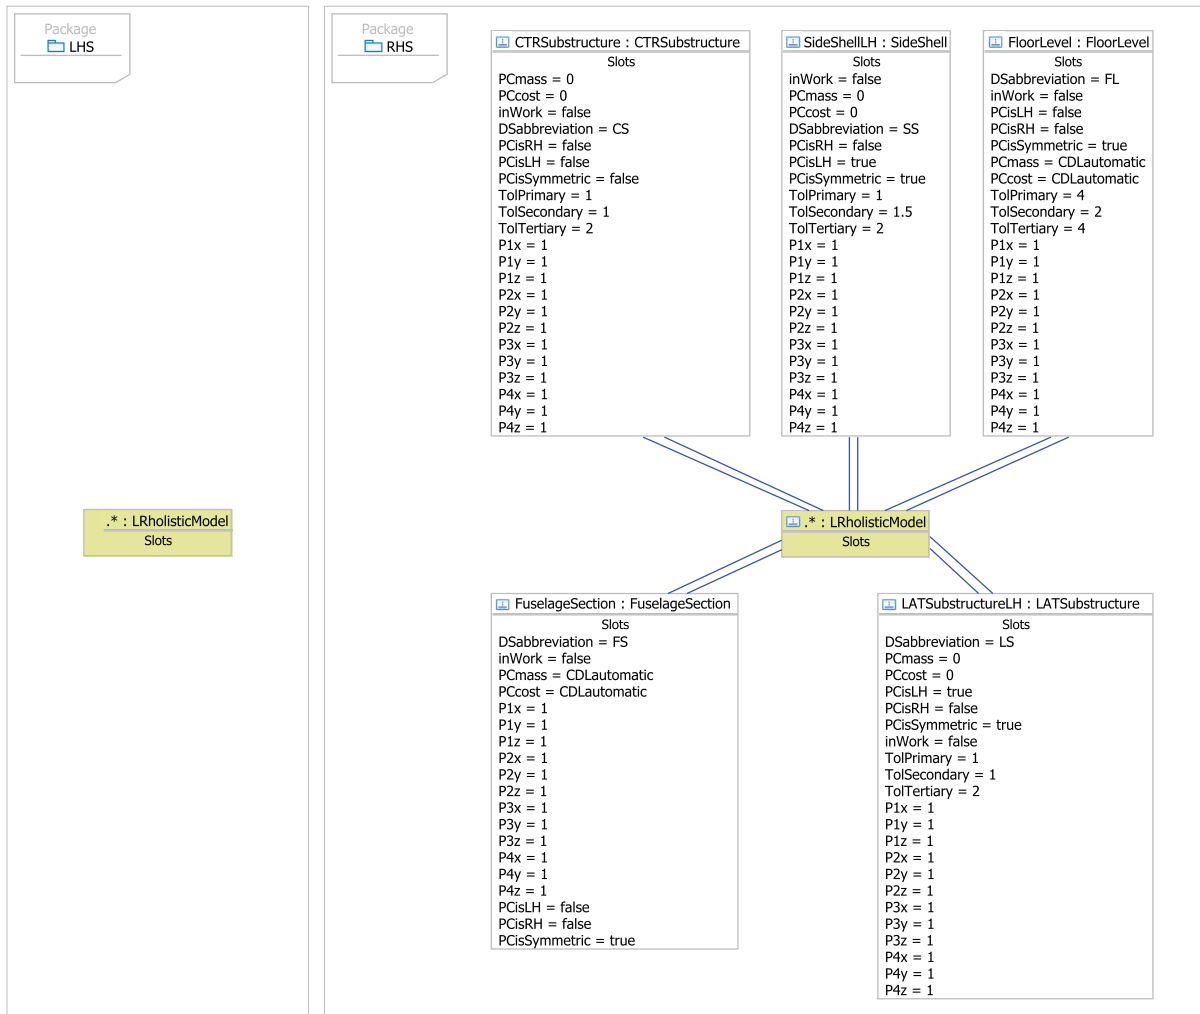 Package
LHS
.* : LRholisticModel
Slots
Package
RHS
CTRSubstructure : CTRSubstructure
Slots
PCmass = 0
PCcost = 0
inWork = false
DSabbreviation = CS
PCisRH = false
PCisLH = false
PCisSymmetric = false
TolPrimary = 1
TolSecondary = 1
TolTertiary = 2
P1x = 1
P1y = 1
P1z = 1
P2x = 1
P2y = 1
P2z = 1
P3x = 1
P3y = 1
P3z = 1
P4x = 1
P4y = 1
P4z = 1
SideShellLH : SideShell
Slots
inWork = false
PCmass = 0
PCcost = 0
DSabbreviation = SS
PCisRH = false
PCisLH = true
PCisSymmetric = true
TolPrimary = 1
TolSecondary = 1.5
TolTertiary = 2
P1x = 1
P1y = 1
P1z = 1
P2x = 1
P2y = 1
P2z = 1
P3x = 1
P3y = 1
P3z = 1
P4x = 1
P4y = 1
P4z = 1
FloorLevel : FloorLevel
Slots
DSabbreviation = FL
inWork = false
PCisLH = false
PCisRH = false
PCisSymmetric = true
PCmass = CDLautomatic
PCcost = CDLautomatic
TolPrimary = 4
TolSecondary = 2
TolTertiary = 4
P1x = 1
P1y = 1
P1z = 1
P2x = 1
P2y = 1
P2z = 1
P3x = 1
P3y = 1
P3z = 1
P4x = 1
P4y = 1
P4z = 1
.* : LRholisticModel
Slots
FuselageSection : FuselageSection
Slots
DSabbreviation = FS
inWork = false
PCmass = CDLautomatic
PCcost = CDLautomatic
P1x = 1
P1y = 1
P1z = 1
P2x = 1
P2y = 1
P2z = 1
P3x = 1
P3y = 1
P3z = 1
P4x = 1
P4y = 1
P4z = 1
PCisLH = false
PCisRH = false
PCisSymmetric = true
LATSubstructureLH : LATSubstructure
Slots
DSabbreviation = LS
PCmass = 0
PCcost = 0
PCisLH = true
PCisRH = false
PCisSymmetric = true
inWork = false
TolPrimary = 1
TolSecondary = 1
TolTertiary = 2
P1x = 1
P1y = 1
P1z = 1
P2x = 1
P2y = 1
P2z = 1
P3x = 1
P3y = 1
P3z = 1
P4x = 1
P4y = 1
P4z = 1